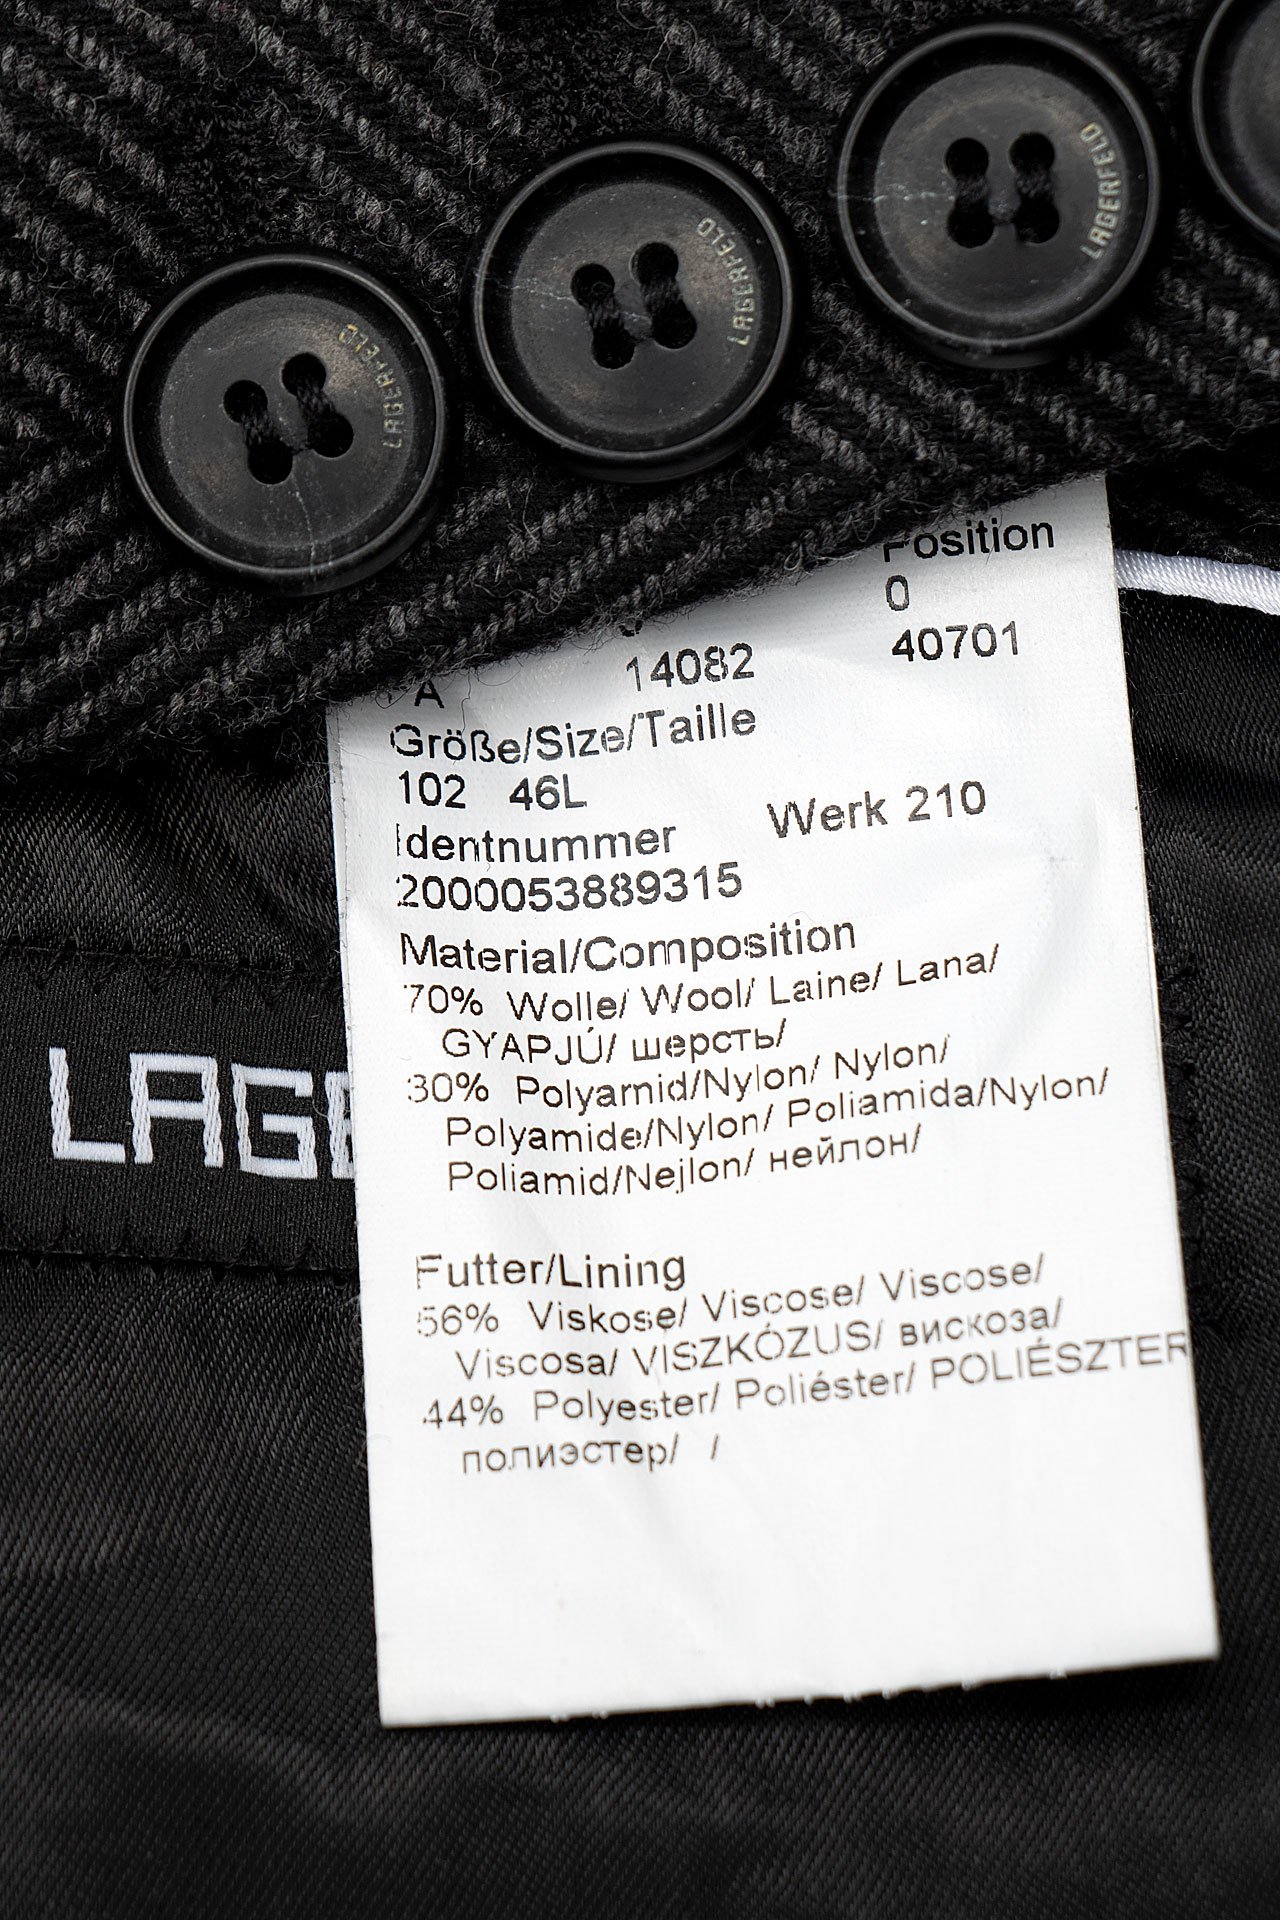 LAGERFELD
LAGERFELD
LAGERFELD
Position
0
14082 40701
Größe/Size/Taille
102 46L
Identnummer Werk 210
2000053889315
Material/Composition
70% Wolle/ Wool/ Laine/ Lana/
GYAPJÚ/ шерсть/
30% Polyamid/Nylon/ Nylon/
Polyamide/Nylon/ Poliamida/Nylon/
Poliamid/Nejlon/ нейлон/
LAGE
Futter/Lining
56% Viskose/ Viscose/ Viscose/
Viscosa/ VISZKÓZUS/ вискоза/
44% Polyester/ Poliéster/ POLIÉSZTER
полиэстер/ /